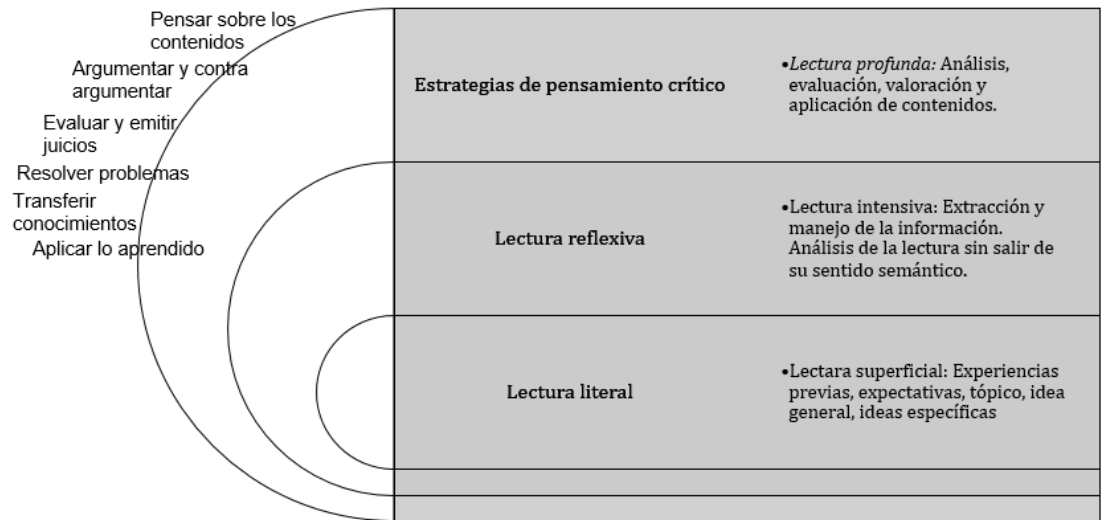 Pensar sobre los
contenidos
Argumentar y contra
argumentar
Evaluar y emitir
juicios
Resolver problemas
Transferir
conocimientos
Aplicar lo aprendido
Estrategias de pensamiento crítico
•Lectura profunda: Análisis,
evaluación, valoración y
aplicación de contenidos.
Lectura reflexiva
•Lectura intensiva: Extracción y
manejo de la información.
Análisis de la lectura sin salir de
su sentido semántico.
Lectura literal
•Lectara superficial: Experiencias
previas, expectativas, tópico, idea
general, ideas específicas